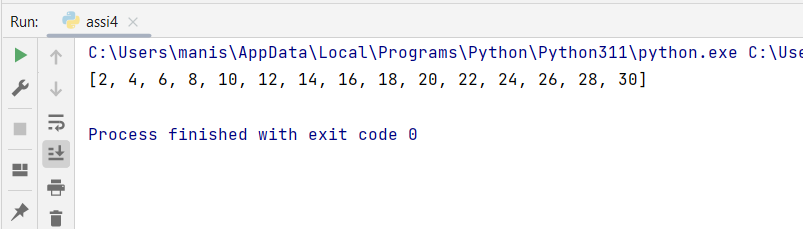 Run: assi4
C:\Users\manis\AppData\Local\Programs\Python\Python311\python.exe C:\Use
[2, 4, 6, 8, 10, 12, 14, 16, 18, 20, 22, 24, 26, 28, 30]
Process finished with exit code 0